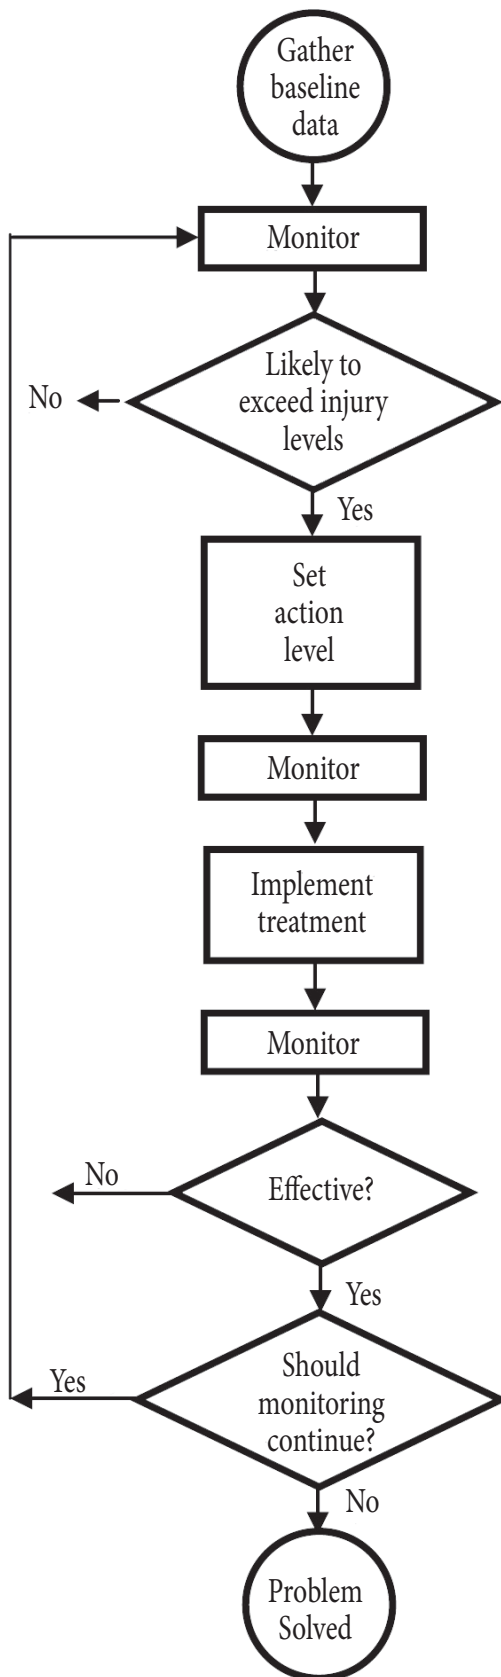 Gather
baseline
data
Monitor
Likely to
exceed injury
levels
No
Yes
Set
action
level
Monitor
Implement
treatment
Monitor
Effective?
No
Yes
Should
monitoring
continue?
Yes
No
Problem
Solved